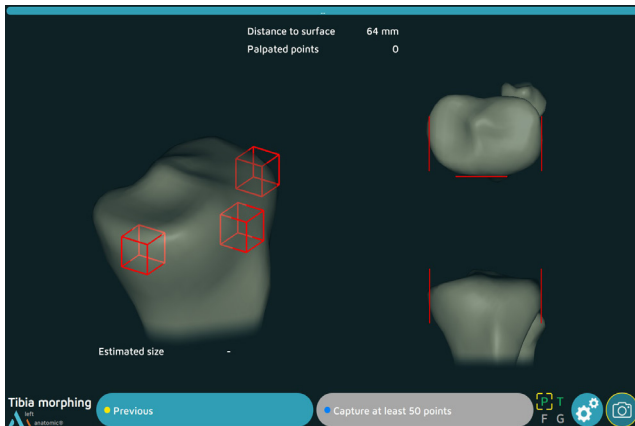 Distance to surface 64 mm
Palpated points 0
Estimated size -
Tibia morphing
left
anatomic®
Previous
Capture at least 50 points
P T
F G